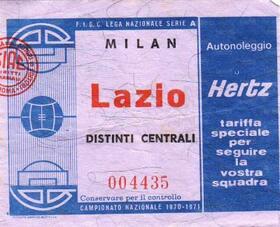 F.I.G.C. LEGA NAZIONALE SERIE A
MILAN
Lazio
DISTINTI CENTRALI
004435
Conservare per il controllo
CAMPIONATO NAZIONALE 1970-1971
SIAE
Autonoleggio
Hertz
tariffa
speciale per
seguire
la vostra
squadra